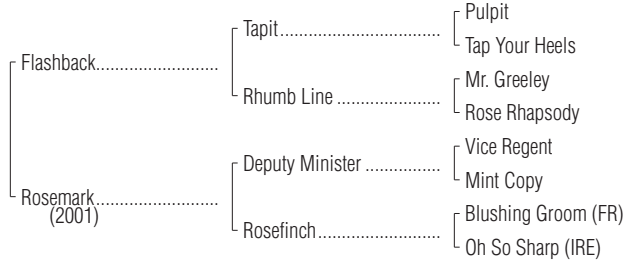 Pulpit
Tapit
Tap Your Heels
Flashback
Mr. Greeley
Rhumb Line
Rose Rhapsody
Vice Regent
Deputy Minister
Mint Copy
Rosemark
(2001)
Blushing Groom (FR)
Rosefinch
Oh So Sharp (IRE)